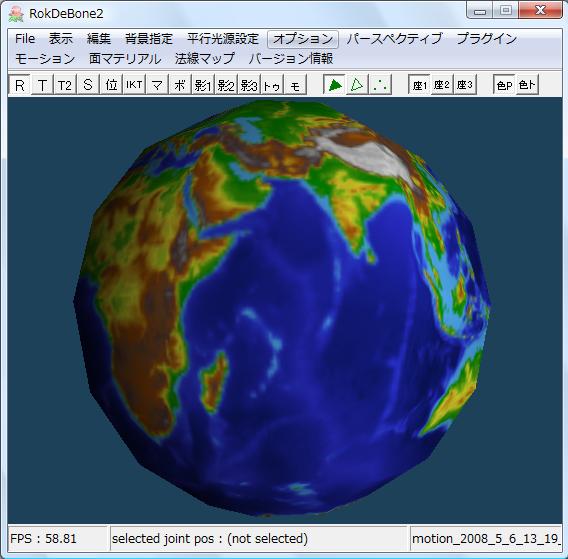 RokDeBone2
File 表示 編集 背景指定 平行光源設定 オプション パースペクティブ プラグイン
モーション 面マテリアル 法線マップ バージョン情報
R T T2 S 位 IKT マ ボ 影1 影2 影3 トゥ モ 座1 座2 座3 色P 色ト
FPS : 58.81 selected joint pos : (not selected) motion_2008_5_6_13_19_